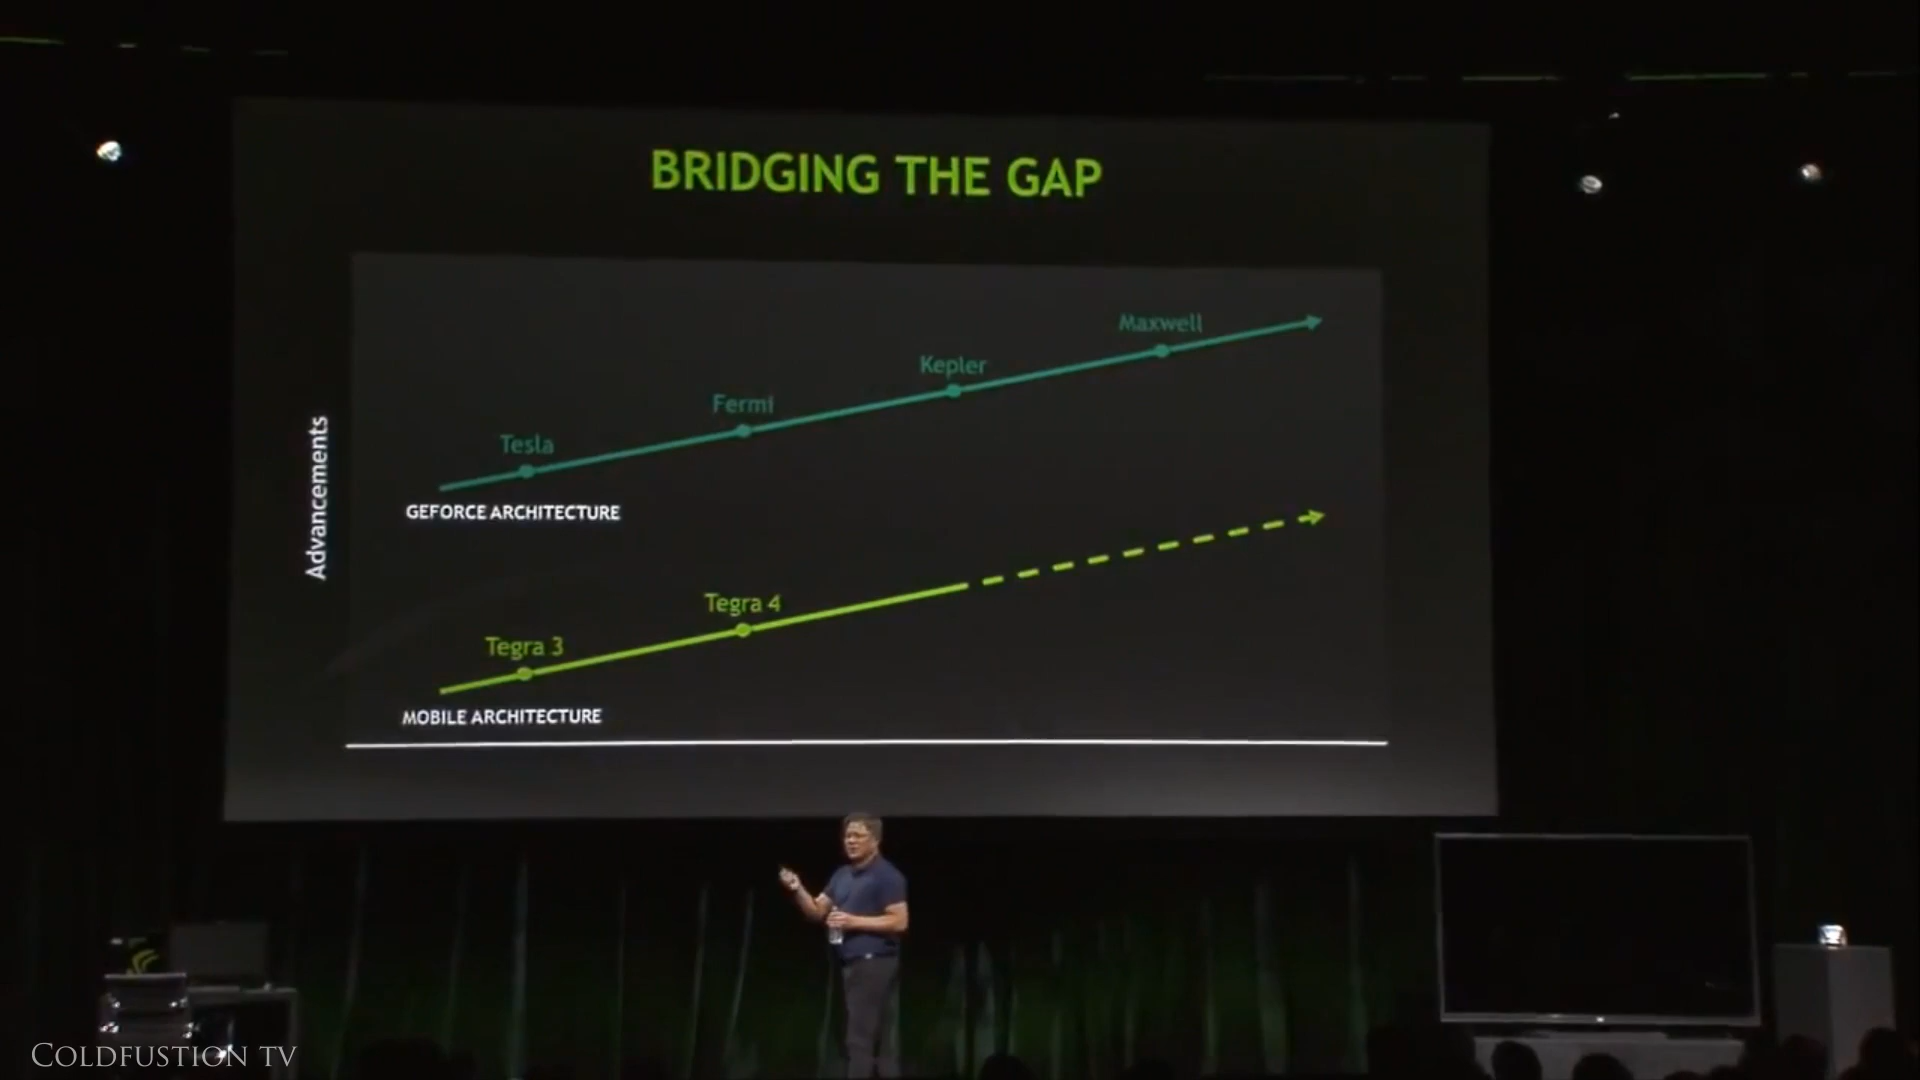 BRIDGING THE GAP
Maxwell
Kepler
Fermi
Tesla
GEFORCE ARCHITECTURE
Advancements
Tegra 4
Tegra 3
MOBILE ARCHITECTURE
COLDFUSTION TV